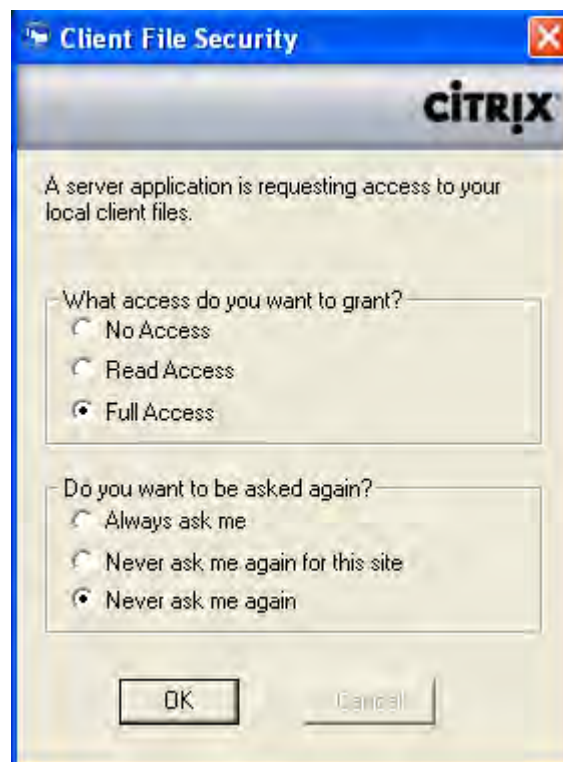 Client File Security
CİTRIX
A server application is requesting access to your
local client files.
What access do you want to grant?
No Access
Read Access
Full Access
Do you want to be asked again?
Always ask me
Never ask me again for this site
Never ask me again
OK
Cancel